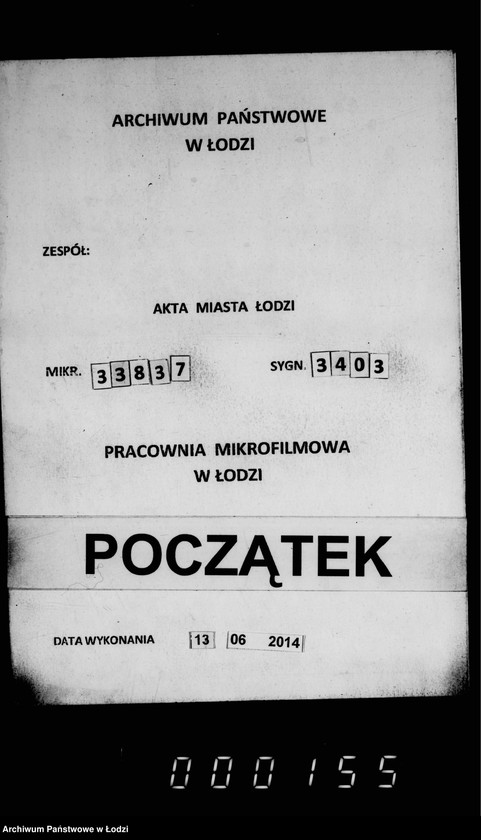 ARCHIWUM PAŃSTWOWE
W ŁODZI
ZESPÓŁ:
AKTA MIASTA ŁODZI
MIKR. 33837 SYGN. 3403
PRACOWNIA MIKROFILMOWA
W ŁODZI
POCZĄTEK
DATA WYKONANIA 13 06 2014
000155
Archiwum Państwowe w Łodzi